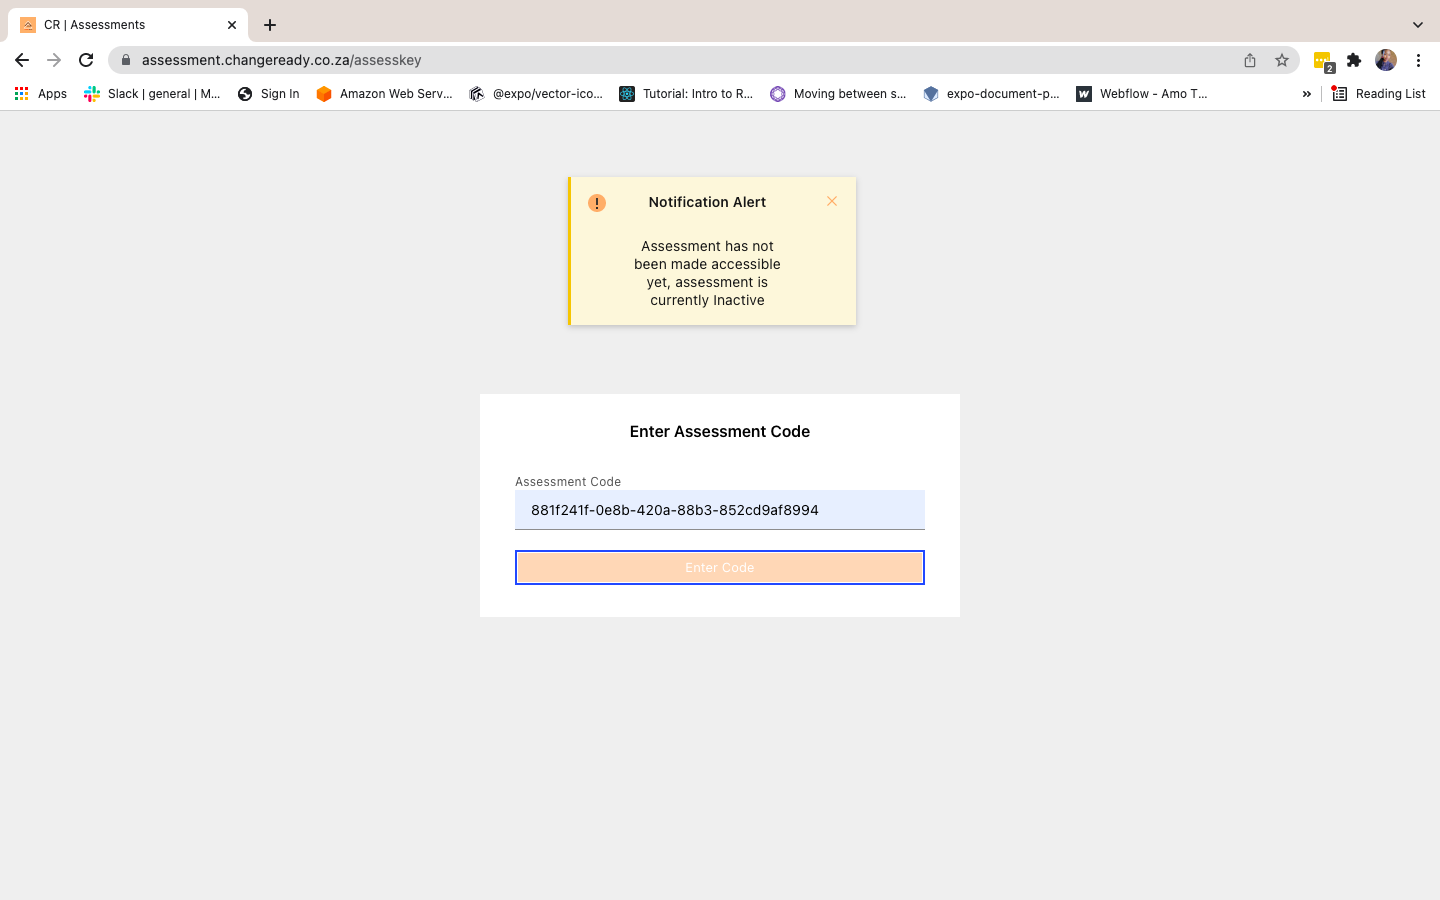 CR | Assessments
assessment.changeready.co.za/assesskey
2
Apps
Slack | general | M...
Sign In
Amazon Web Serv...
@expo/vector-ico...
Tutorial: Intro to R...
Moving between s...
expo-document-p...
Webflow - Amo T...
»
Reading List
Notification Alert
Assessment has not
been made accessible
yet, assessment is
currently Inactive
Enter Assessment Code
Assessment Code
881f241f-0e8b-420a-88b3-852cd9af8994
Enter Code